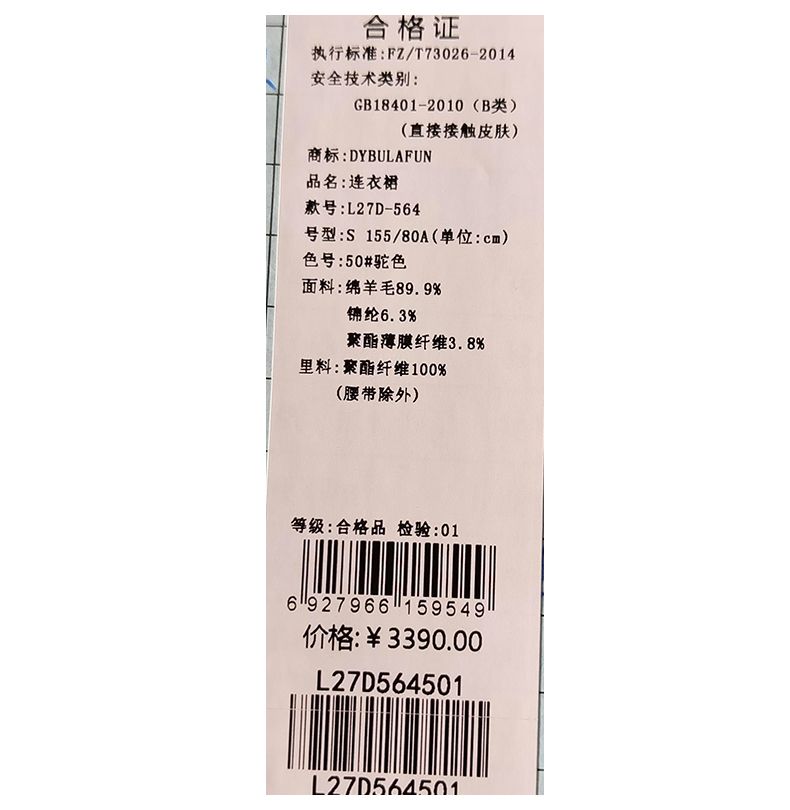 合格证
执行标准:FZ/T73026-2014
安全技术类别:
GB18401-2010（B类）
(直接接触皮肤)
商标:DYBULAFUN
品名:连衣裙
款号:L27D-564
号型:S 155/80A(单位:cm)
色号:50#驼色
面料:绵羊毛89.9%
锦纶6.3%
聚酯薄膜纤维3.8%
里料:聚酯纤维100%
(腰带除外)
等级:合格品 检验:01
6 927966 159549
价格:￥3390.00
L27D564501
L27D564501